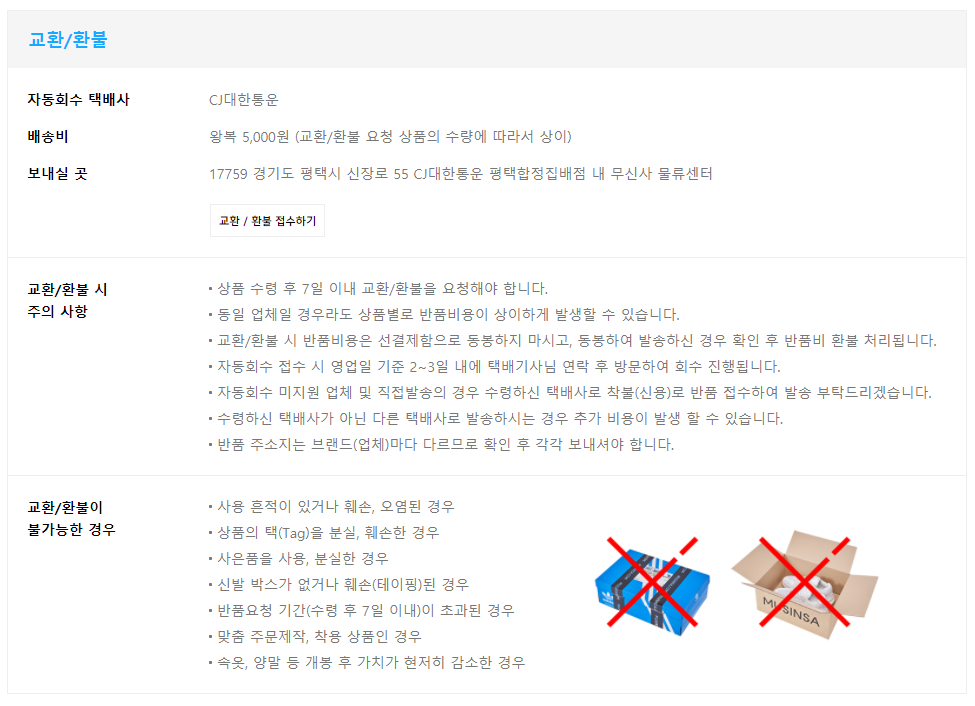 교환/환불
자동회수 택배사
CJ대한통운
배송비
왕복 5,000원 (교환/환불 요청 상품의 수량에 따라서 상이)
보내실 곳
17759 경기도 평택시 신장로 55 CJ대한통운 평택합정집배점 내 무신사 물류센터
교환 / 환불 접수하기
교환/환불 시
주의 사항
• 상품 수령 후 7일 이내 교환/환불을 요청해야 합니다.
• 동일 업체일 경우라도 상품별로 반품비용이 상이하게 발생할 수 있습니다.
• 교환/환불 시 반품비용은 선결제함으로 동봉하지 마시고, 동봉하여 발송하신 경우 확인 후 반품비 환불 처리됩니다.
• 자동회수 접수 시 영업일 기준 2~3일 내에 택배기사님 연락 후 방문하여 회수 진행됩니다.
• 자동회수 미지원 업체 및 직접발송의 경우 수령하신 택배사로 착불(신용)로 반품 접수하여 발송 부탁드리겠습니다.
• 수령하신 택배사가 아닌 다른 택배사로 발송하시는 경우 추가 비용이 발생 할 수 있습니다.
• 반품 주소지는 브랜드(업체)마다 다르므로 확인 후 각각 보내셔야 합니다.
교환/환불이
불가능한 경우
• 사용 흔적이 있거나 훼손, 오염된 경우
• 상품의 택(Tag)을 분실, 훼손한 경우
• 사은품을 사용, 분실한 경우
• 신발 박스가 없거나 훼손(테이핑)된 경우
• 반품요청 기간(수령 후 7일 이내)이 초과된 경우
• 맞춤 주문제작, 착용 상품인 경우
• 속옷, 양말 등 개봉 후 가치가 현저히 감소한 경우
MUSINSA